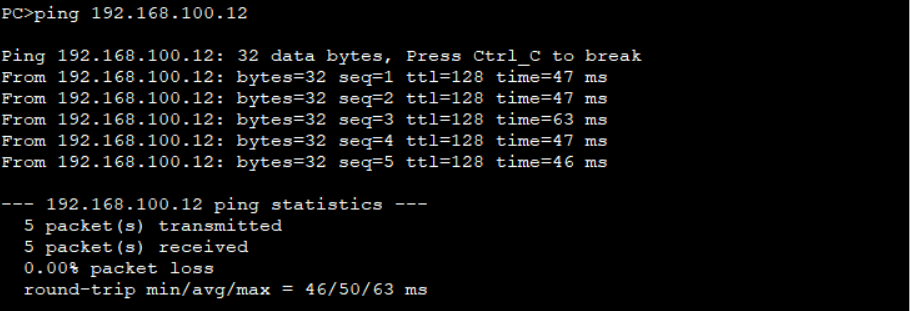 PC>ping 192.168.100.12
Ping 192.168.100.12: 32 data bytes, Press Ctrl_C to break
From 192.168.100.12: bytes=32 seq=1 ttl=128 time=47 ms
From 192.168.100.12: bytes=32 seq=2 ttl=128 time=47 ms
From 192.168.100.12: bytes=32 seq=3 ttl=128 time=63 ms
From 192.168.100.12: bytes=32 seq=4 ttl=128 time=47 ms
From 192.168.100.12: bytes=32 seq=5 ttl=128 time=46 ms
--- 192.168.100.12 ping statistics ---
5 packet(s) transmitted
5 packet(s) received
0.00% packet loss
round-trip min/avg/max = 46/50/63 ms